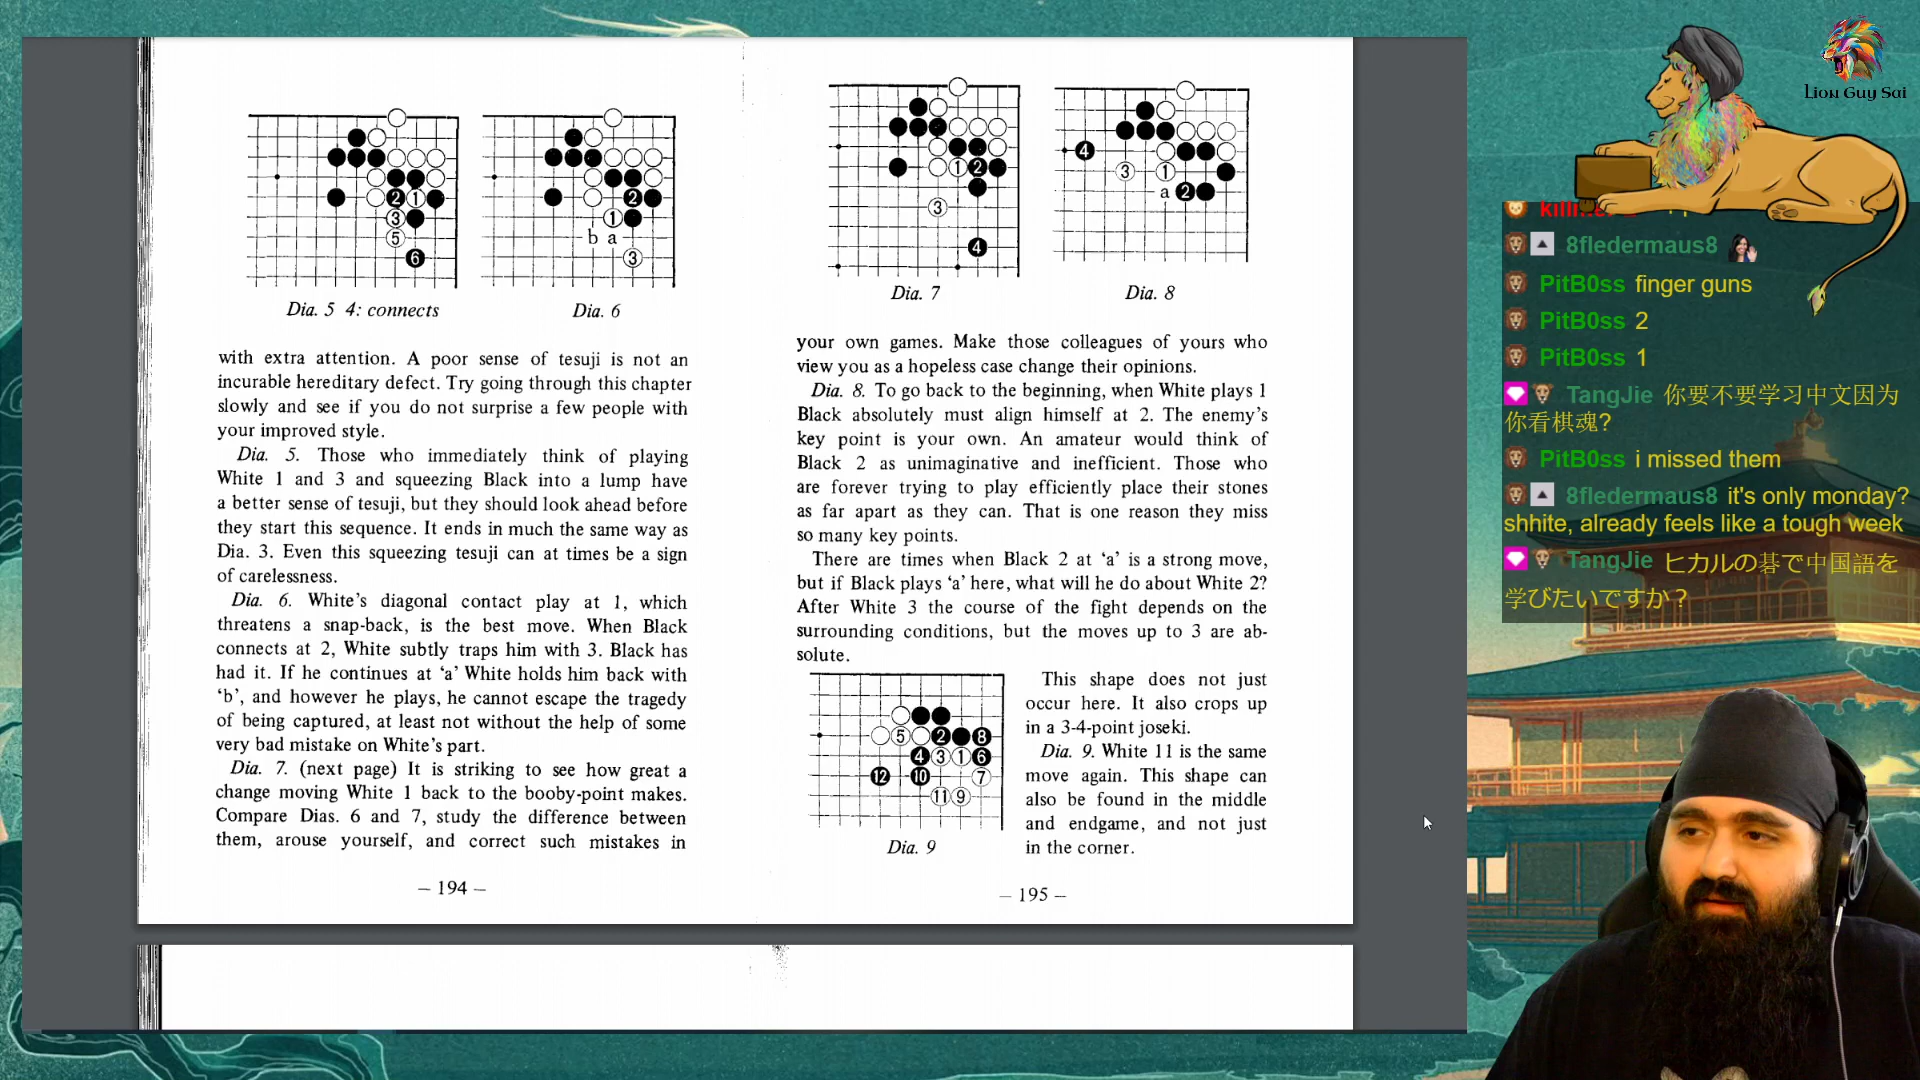 Dia. 5 4: connects
Dia. 6
b a
with extra attention. A poor sense of tesuji is not an
incurable hereditary defect. Try going through this chapter
slowly and see if you do not surprise a few people with
your improved style.
Dia. 5. Those who immediately think of playing
White 1 and 3 and squeezing Black into a lump have
a better sense of tesuji, but they should look ahead before
they start this sequence. It ends in much the same way as
Dia. 3. Even this squeezing tesuji can at times be a sign
of carelessness.
Dia. 6. White's diagonal contact play at 1, which
threatens a snap-back, is the best move. When Black
connects at 2, White subtly traps him with 3. Black has
had it. If he continues at 'a' White holds him back with
'b', and however he plays, he cannot escape the tragedy
of being captured, at least not without the help of some
very bad mistake on White's part.
Dia. 7. (next page) It is striking to see how great a
change moving White 1 back to the booby-point makes.
Compare Dias. 6 and 7, study the difference between
them, arouse yourself, and correct such mistakes in
– 194 –
Dia. 7
Dia. 8
a
your own games. Make those colleagues of yours who
view you as a hopeless case change their opinions.
Dia. 8. To go back to the beginning, when White plays 1
Black absolutely must align himself at 2. The enemy's
key point is your own. An amateur would think of
Black 2 as unimaginative and inefficient. Those who
are forever trying to play efficiently place their stones
as far apart as they can. That is one reason they miss
so many key points.
There are times when Black 2 at 'a' is a strong move,
but if Black plays 'a' here, what will he do about White 2?
After White 3 the course of the fight depends on the
surrounding conditions, but the moves up to 3 are ab-
solute.
This shape does not just
occur here. It also crops up
in a 3-4-point joseki.
Dia. 9. White 11 is the same
move again. This shape can
also be found in the middle
and endgame, and not just
in the corner.
Dia. 9
– 195 –
Lion Guy Sai
8fledermaus8
PitB0ss finger guns
PitB0ss 2
PitB0ss 1
TangJie 你要不要学习中文因为
你看棋魂?
PitB0ss i missed them
8fledermaus8 it's only monday?
shhite, already feels like a tough week
TangJie ヒカルの碁で中国語を
学びたいですか？